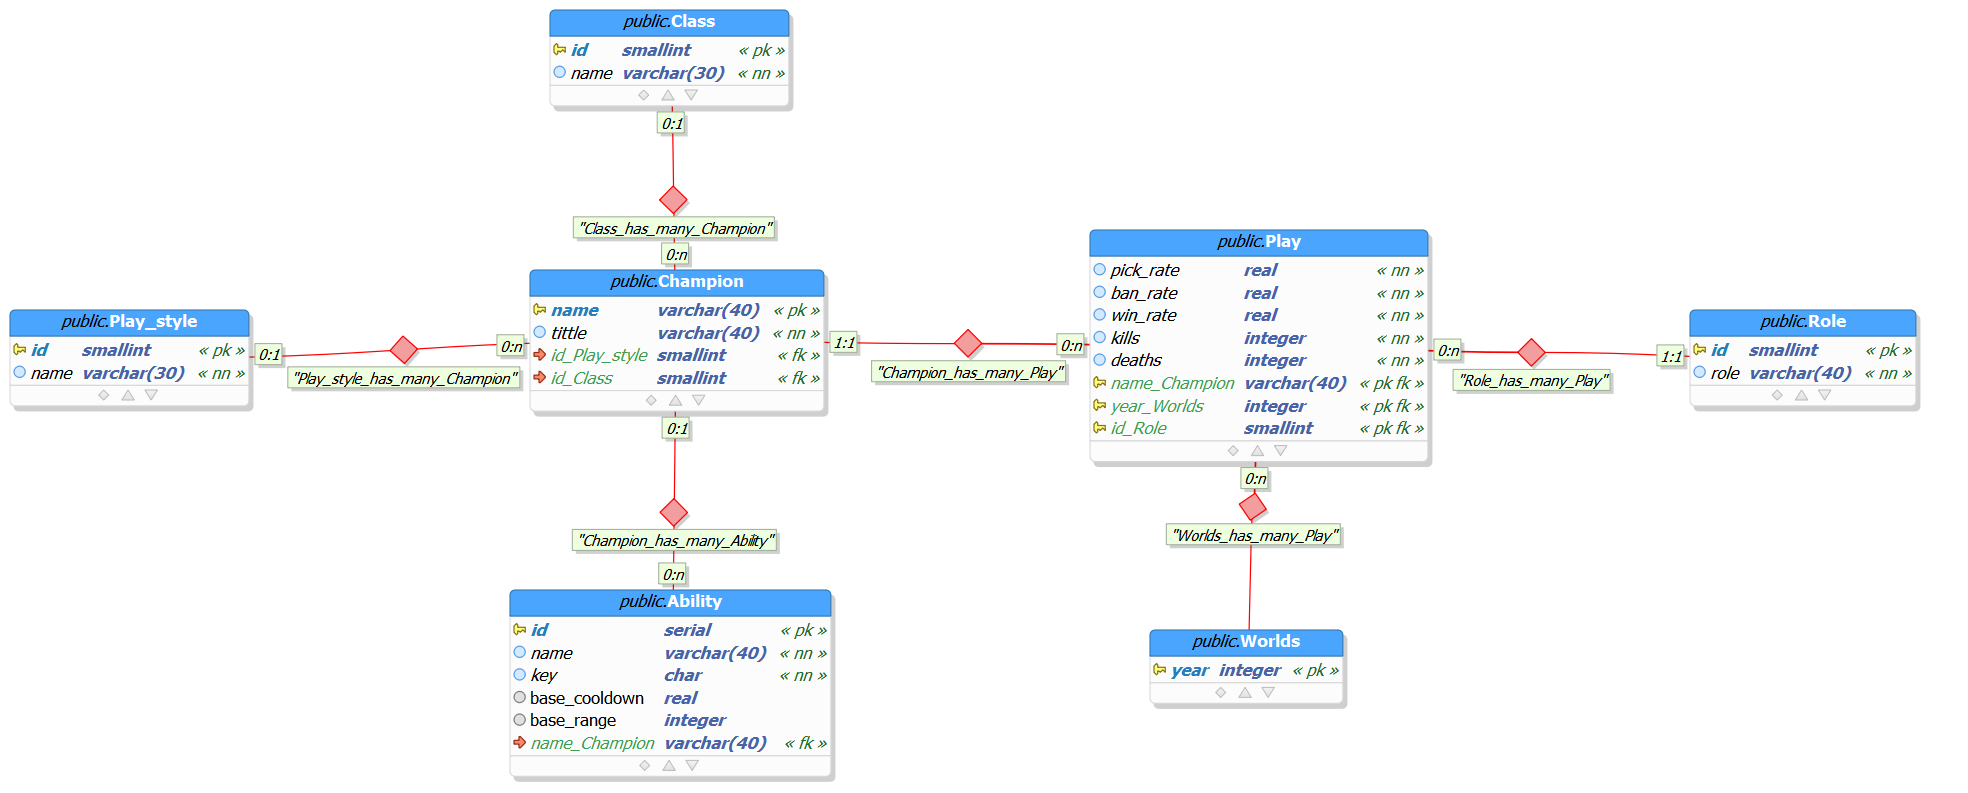 public.Class
id smallint « pk »
name varchar(30) « nn »
0:1
"Class_has_many_Champion"
0:n
public.Champion
name varchar(40) « pk »
tittle varchar(40) « nn »
id_Play_style smallint « fk »
id_Class smallint « fk »
public.Play_style
id smallint « pk »
name varchar(30) « nn »
0:1
"Play_style_has_many_Champion"
0:n
1:1
"Champion_has_many_Play"
0:n
public.Play
pick_rate real « nn »
ban_rate real « nn »
win_rate real « nn »
kills integer « nn »
deaths integer « nn »
name_Champion varchar(40) « pk fk »
year_Worlds integer « pk fk »
id_Role smallint « pk fk »
0:n
"Role_has_many_Play"
1:1
public.Role
id smallint « pk »
role varchar(40) « nn »
0:1
"Champion_has_many_Ability"
0:n
public.Ability
id serial « pk »
name varchar(40) « nn »
key char « nn »
base_cooldown real
base_range integer
name_Champion varchar(40) « fk »
0:n
"Worlds_has_many_Play"
public.Worlds
year integer « pk »